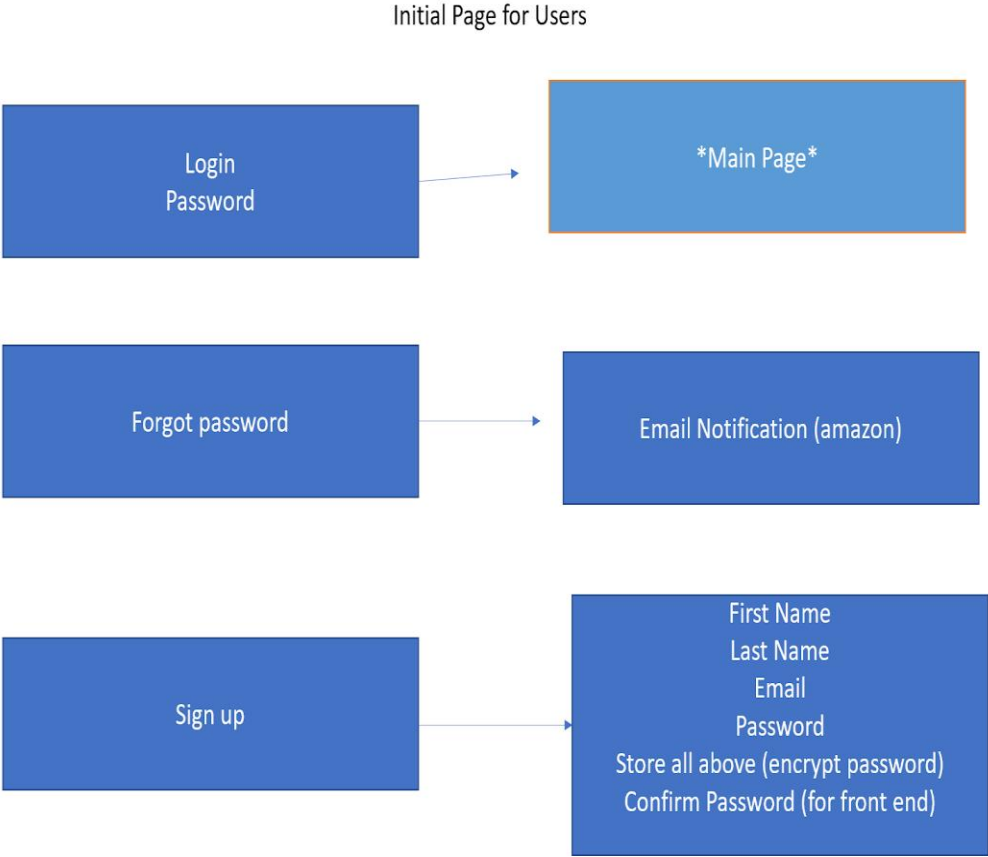 Initial Page for Users
Login
Password
*Main Page*
Forgot password
Email Notification (amazon)
Sign up
First Name
Last Name
Email
Password
Store all above (encrypt password)
Confirm Password (for front end)